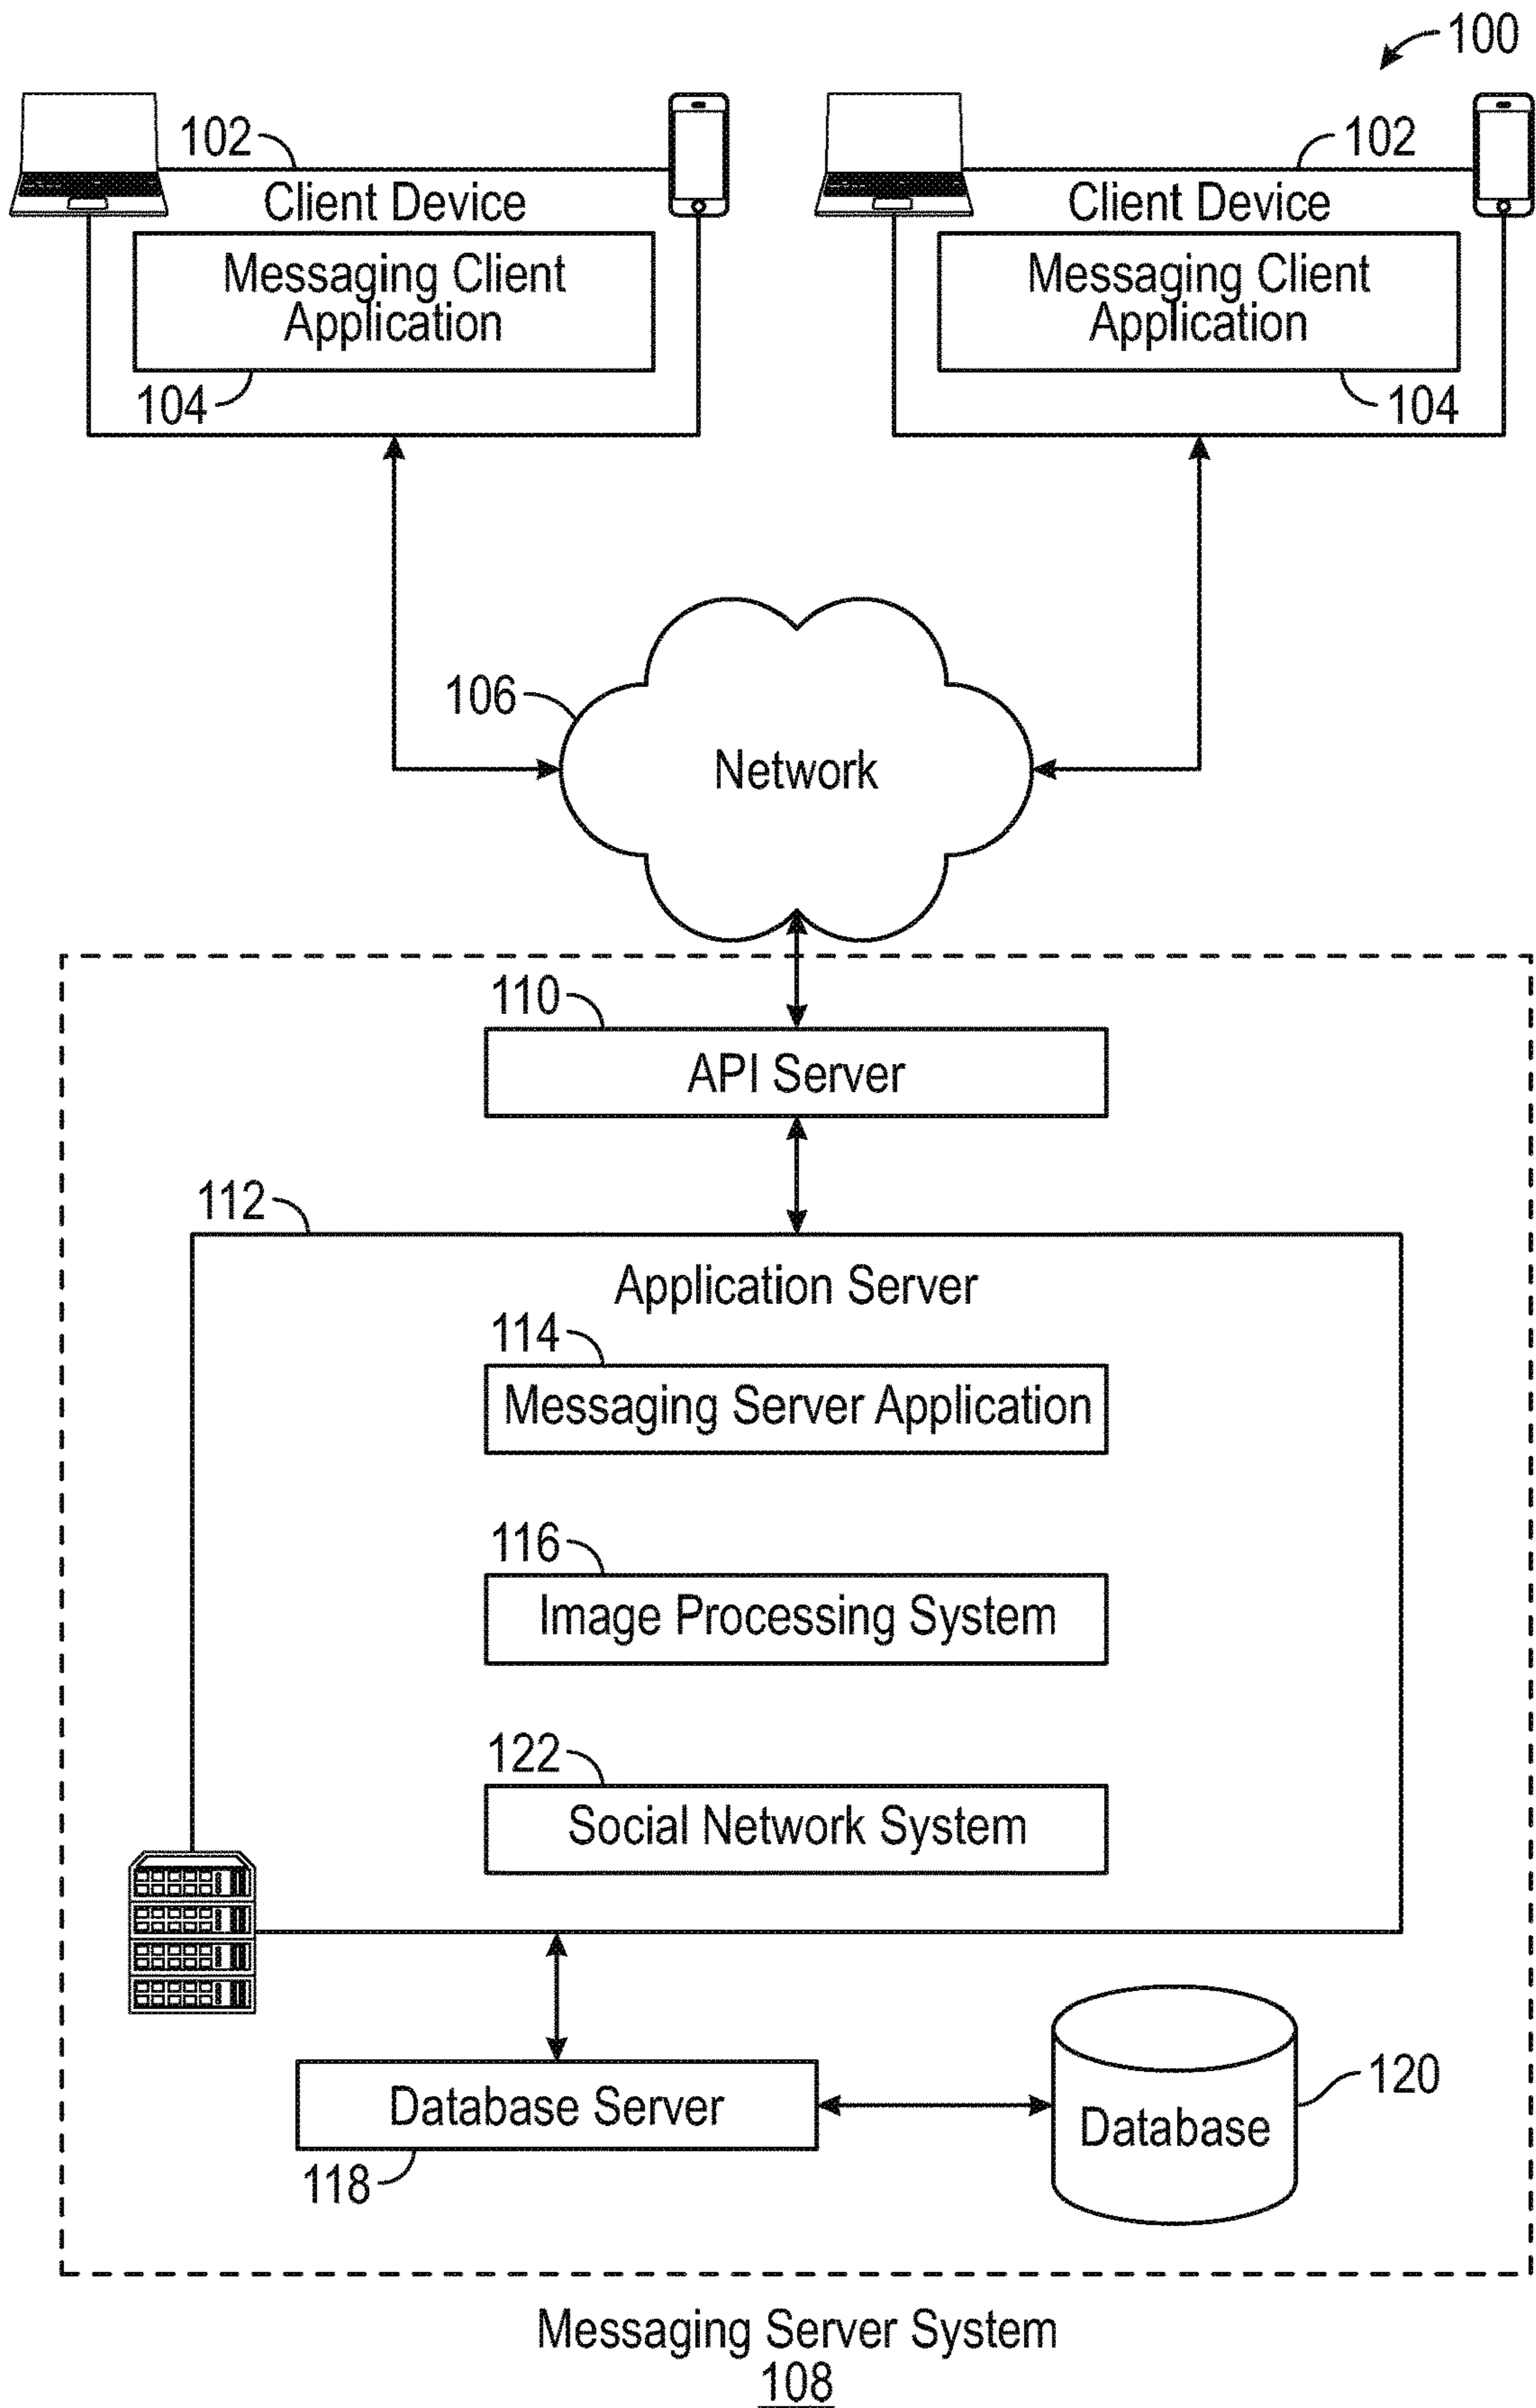 100
102
102
Client Device
Client Device
Messaging Client
Application
Messaging Client
Application
104
104
106
Network
110
API Server
112
Application Server
114
Messaging Server Application
116
Image Processing System
122
Social Network System
Database Server
118
Database
120
Messaging Server System
108